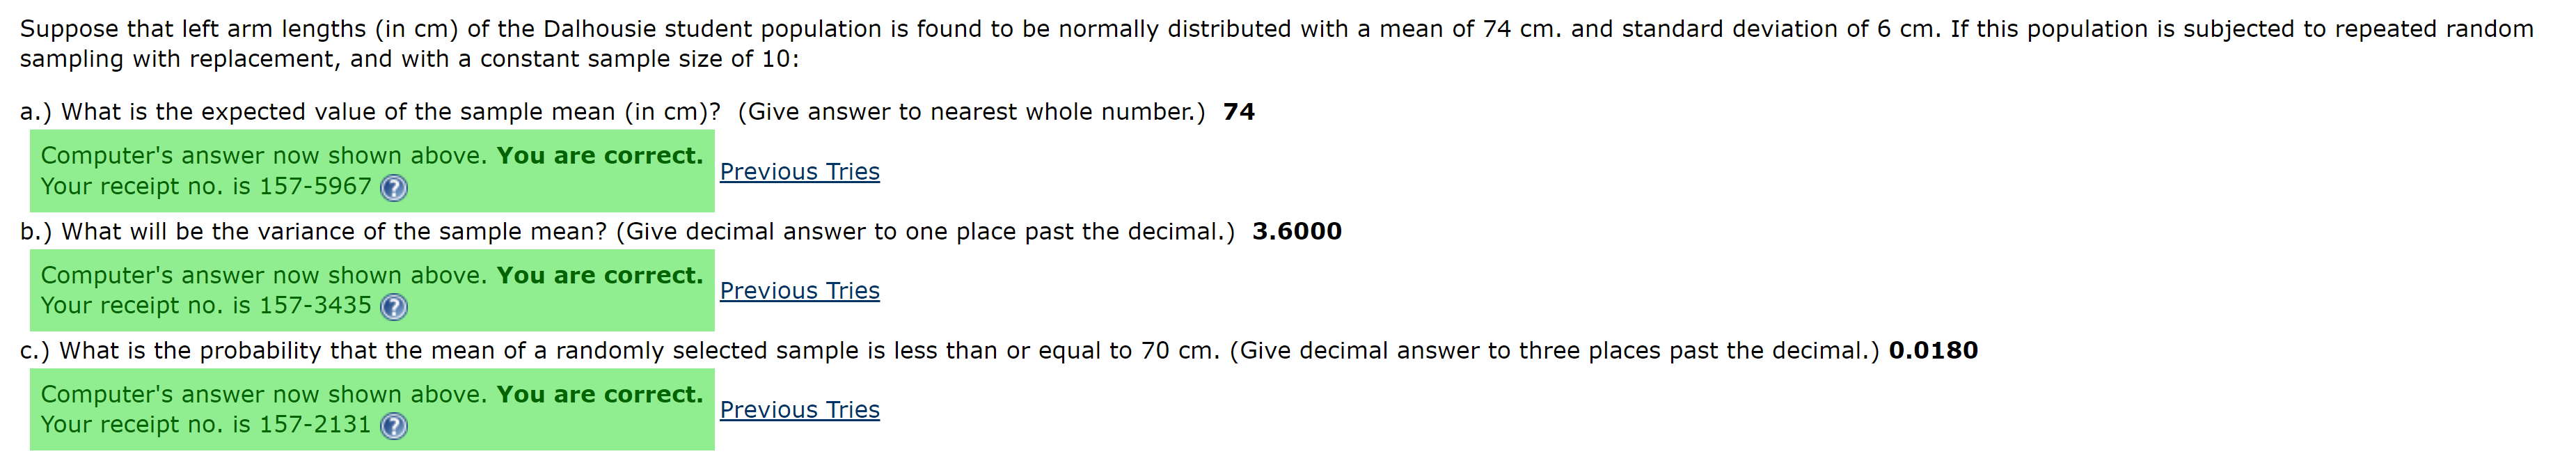 Suppose that left arm lengths (in cm) of the Dalhousie student population is found to be normally distributed with a mean of 74 cm. and standard deviation of 6 cm. If this population is subjected to repeated random
sampling with replacement, and with a constant sample size of 10:
a.) What is the expected value of the sample mean (in cm)? (Give answer to nearest whole number.) 74
Computer's answer now shown above. You are correct.
Your receipt no. is 157-5967 ?
Previous Tries
b.) What will be the variance of the sample mean? (Give decimal answer to one place past the decimal.) 3.6000
Computer's answer now shown above. You are correct.
Your receipt no. is 157-3435 ?
Previous Tries
c.) What is the probability that the mean of a randomly selected sample is less than or equal to 70 cm. (Give decimal answer to three places past the decimal.) 0.0180
Computer's answer now shown above. You are correct.
Your receipt no. is 157-2131 ?
Previous Tries